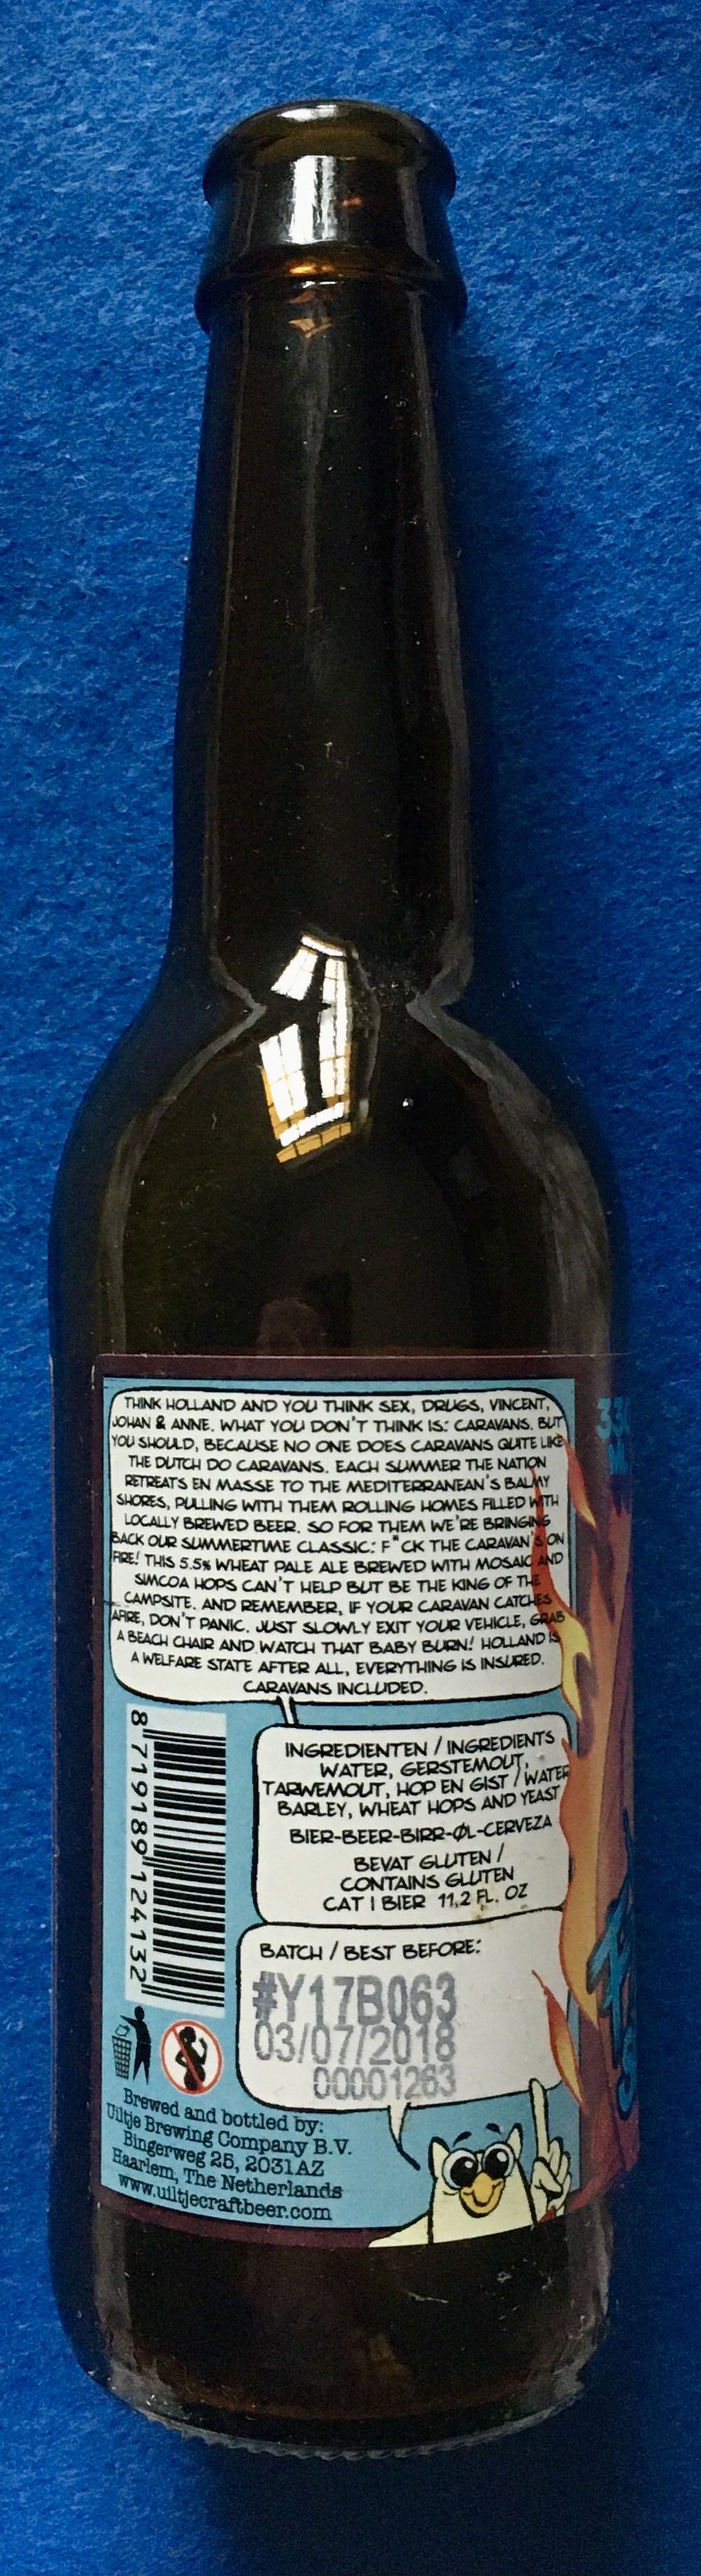 THINK HOLLAND AND YOU THINK SEX, DRUGS, VINCENT,
JOHAN & ANNE. WHAT YOU DON'T THINK IS: CARAVANS. BUT
YOU SHOULD, BECAUSE NO ONE DOES CARAVANS QUITE LIKE
THE DUTCH DO CARAVANS. EACH SUMMER THE NATION
RETREATS EN MASSE TO THE MEDITERRANEAN'S BALMY
SHORES, PULLING WITH THEM ROLLING HOMES FILLED WITH
LOCALLY BREWED BEER. SO FOR THEM WE'RE BRINGING
BACK OUR SUMMERTIME CLASSIC: F*CK THE CARAVAN'S ON
FIRE! THIS 5.5% WHEAT PALE ALE BREWED WITH MOSAIC AND
SIMCOA HOPS CAN'T HELP BUT BE THE KING OF THE
CAMPSITE. AND REMEMBER, IF YOUR CARAVAN CATCHES
AFIRE, DON'T PANIC. JUST SLOWLY EXIT YOUR VEHICLE, GRAB
A BEACH CHAIR AND WATCH THAT BABY BURN! HOLLAND IS
A WELFARE STATE AFTER ALL, EVERYTHING IS INSURED.
CARAVANS INCLUDED.
8 719189 124132
INGREDIENTEN / INGREDIENTS
WATER, GERSTEMOUT,
TARWEMOUT, HOP EN GIST / WATER
BARLEY, WHEAT HOPS AND YEAST
BIER-BEER-BIRR-ØL-CERVEZA
BEVAT GLUTEN /
CONTAINS GLUTEN
CAT I BIER 11.2 FL. OZ
BATCH / BEST BEFORE:
#Y17B063
03/07/2018
00001263
Brewed and bottled by:
Uiltje Brewing Company B.V.
Bingerweg 25, 2031AZ
Haarlem, The Netherlands
www.uiltjecraftbeer.com